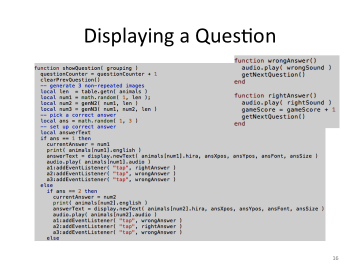 Displaying a Question
function wrongAnswer()
audio.play( wrongSound )
getNextQuestion()
end
function rightAnswer()
audio.play( rightSound )
gameScore = gameScore + 1
getNextQuestion()
end
function showQuestion( grouping )
questionCounter = questionCounter + 1
clearPrevQuestion()
-- generate 3 non-repeated images
local len = table.getn( animals )
local num1 = math.random( 1, len );
local num2 = genN2( num1, len )
local num3 = genN3( num1, num2, len )
-- pick a correct answer
local ans = math.random( 1, 3 )
-- set up correct answer
local answerText
if ans == 1 then
currentAnswer = num1
print( animals[num1].english )
answerText = display.newText( animals[num1].hira, ansXpos, ansYpos, ansFont, ansSize )
audio.play( animals[num1].audio )
a1:addEventListener( "tap", rightAnswer )
a2:addEventListener( "tap", wrongAnswer )
a3:addEventListener( "tap", wrongAnswer )
else
if ans == 2 then
currentAnswer = num2
print( animals[num2].english )
answerText = display.newText( animals[num2].hira, ansXpos, ansYpos, ansFont, ansSize )
audio.play( animals[num2].audio )
a1:addEventListener( "tap", wrongAnswer )
a2:addEventListener( "tap", rightAnswer )
a3:addEventListener( "tap", wrongAnswer )
else
36